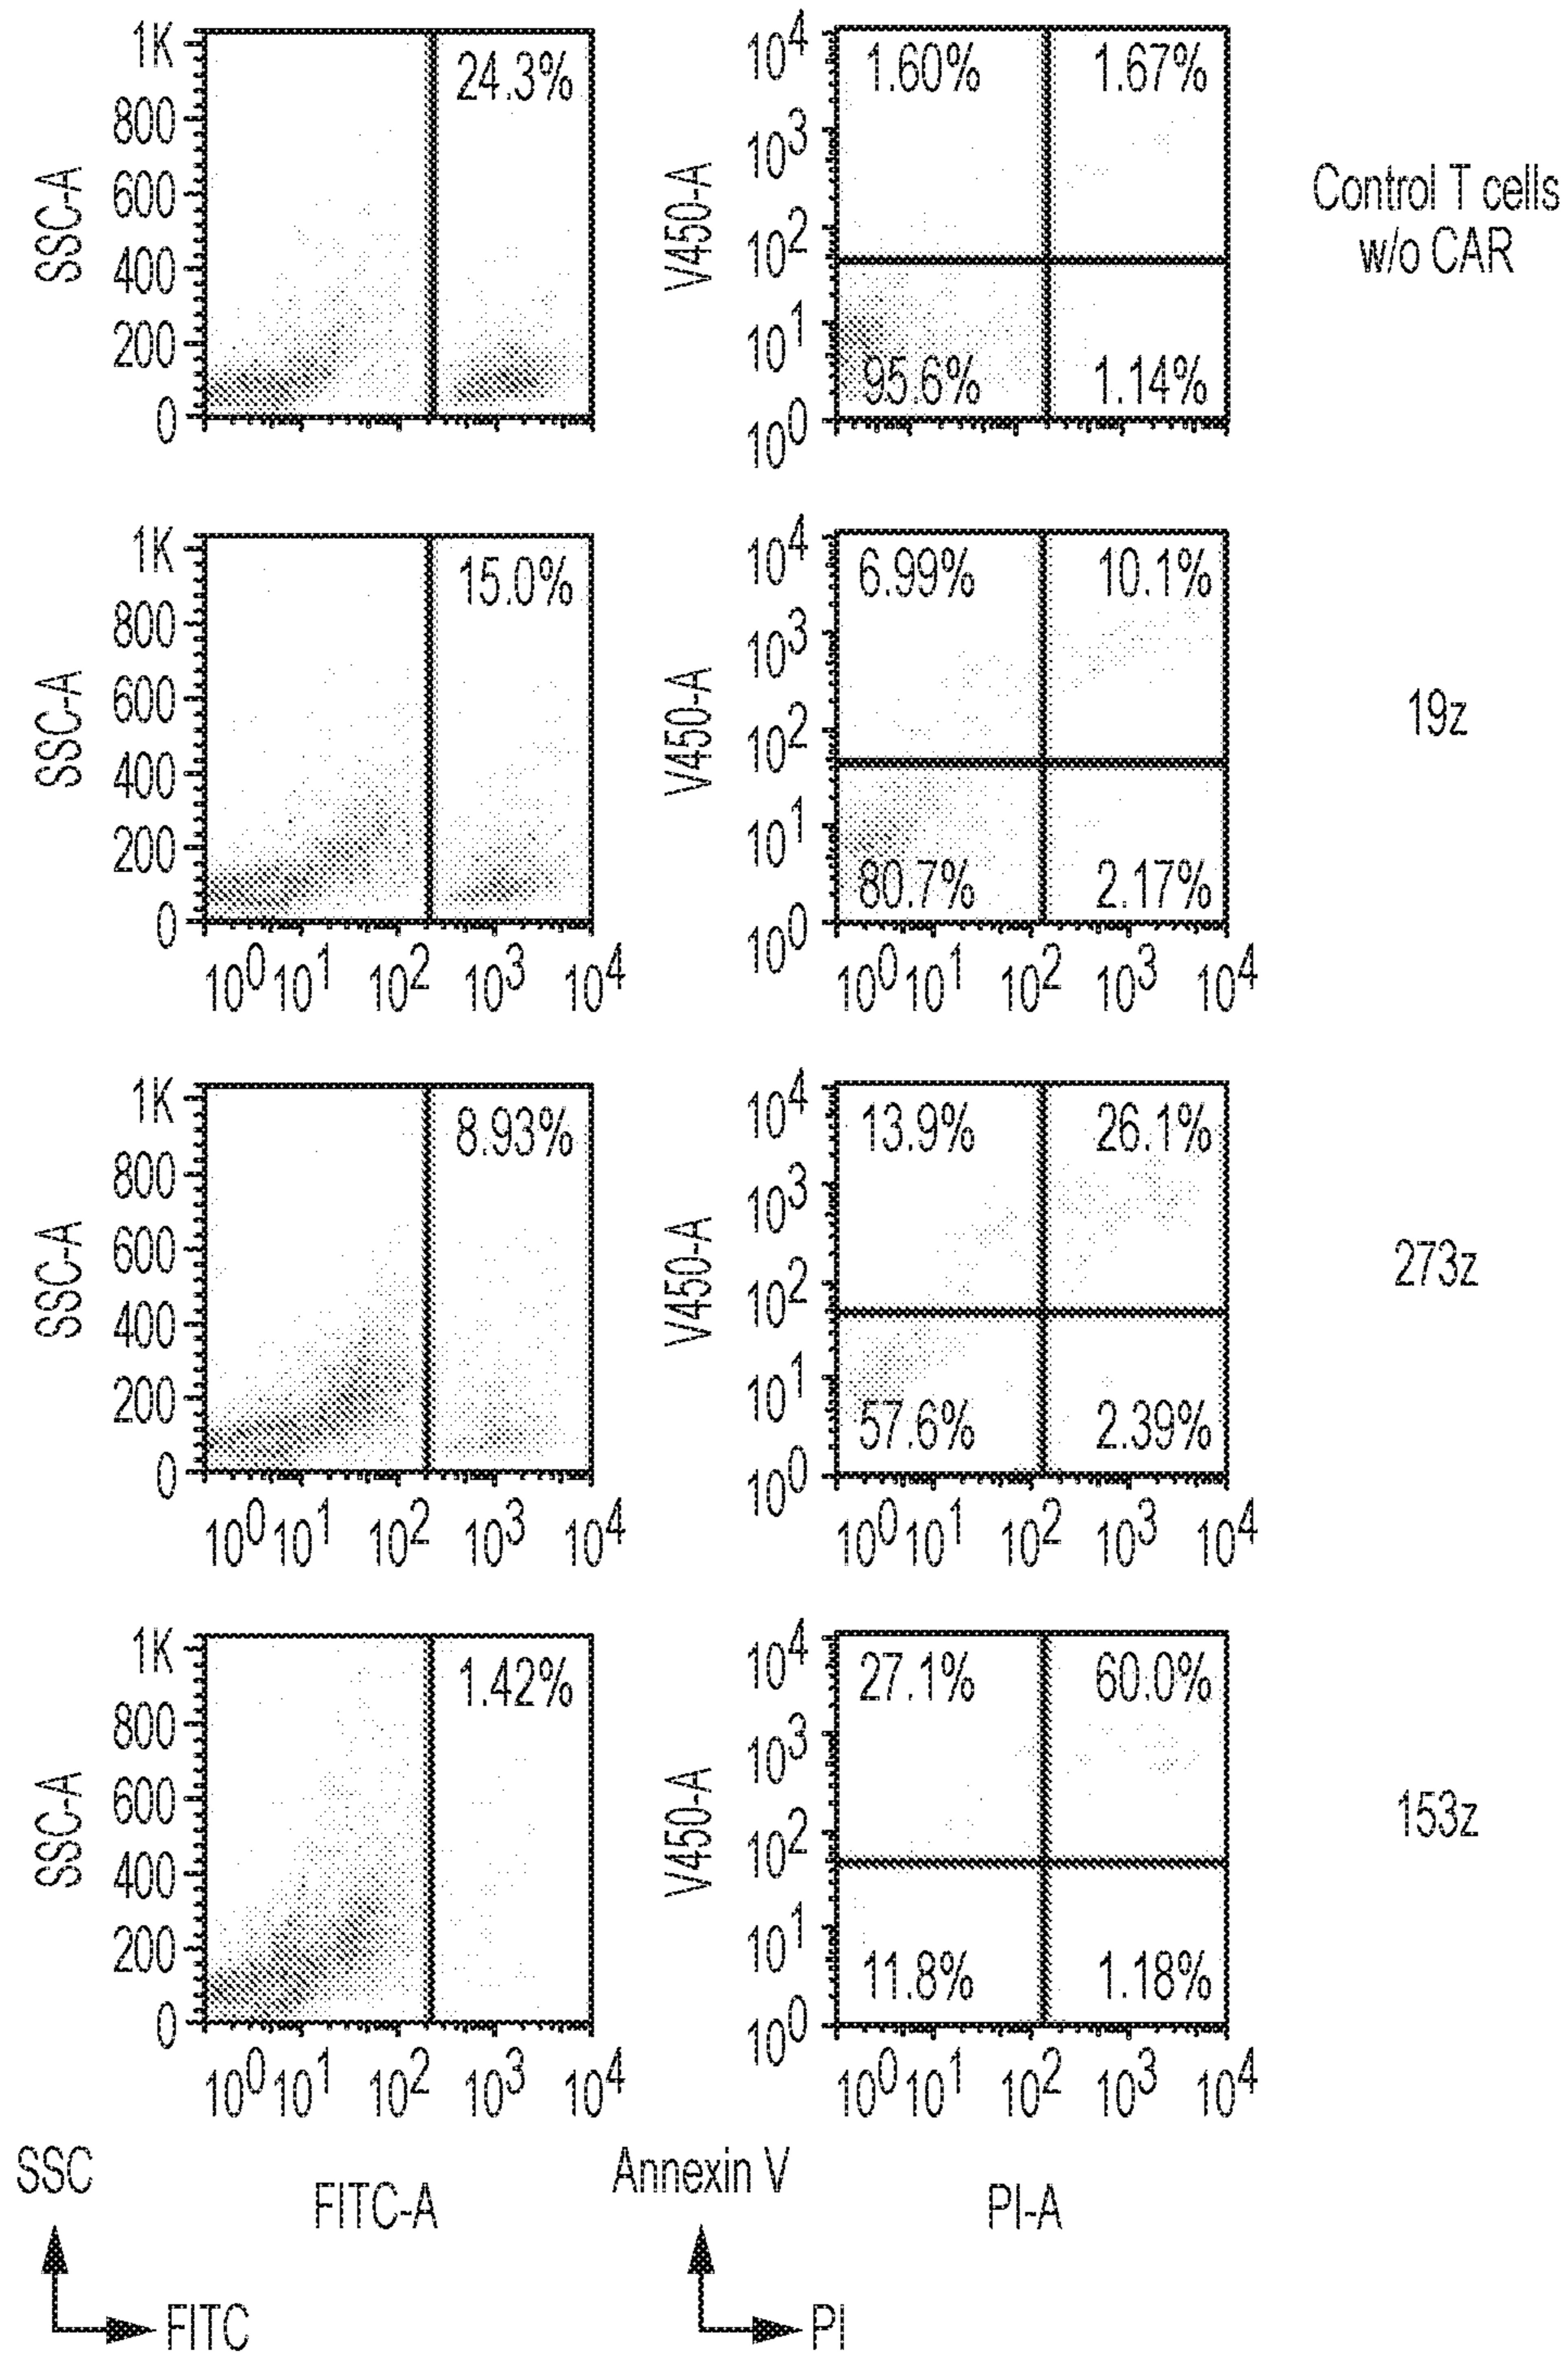 1K
800
600
400
200
0
SSC-A
24.3%
10^4
10^3
10^2
10^1
10^0
V450-A
1.60%
1.67%
95.6%
1.14%
Control T cells
w/o CAR
1K
800
600
400
200
0
SSC-A
15.0%
10^0 10^1 10^2 10^3 10^4
10^4
10^3
10^2
10^1
10^0
V450-A
6.99%
10.1%
80.7%
2.17%
10^0 10^1 10^2 10^3 10^4
19z
1K
800
600
400
200
0
SSC-A
8.93%
10^0 10^1 10^2 10^3 10^4
10^4
10^3
10^2
10^1
10^0
V450-A
13.9%
26.1%
57.6%
2.39%
10^0 10^1 10^2 10^3 10^4
273z
1K
800
600
400
200
0
SSC-A
1.42%
10^0 10^1 10^2 10^3 10^4
10^4
10^3
10^2
10^1
10^0
V450-A
27.1%
60.0%
11.8%
1.18%
10^0 10^1 10^2 10^3 10^4
153z
SSC
FITC-A
FITC
Annexin V
PI-A
PI